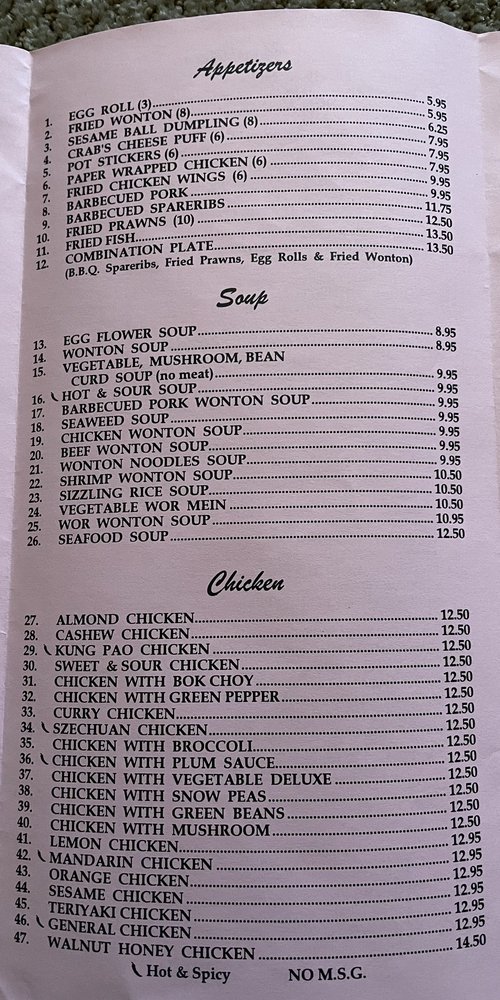 Appetizers
1. EGG ROLL (3) 5.95
2. FRIED WONTON (8) 5.95
3. SESAME BALL DUMPLING (8) 6.25
4. CRAB'S CHEESE PUFF (6) 7.95
5. POT STICKERS (6) 7.95
6. PAPER WRAPPED CHICKEN (6) 7.95
7. FRIED CHICKEN WINGS (6) 9.95
8. BARBECUED PORK 9.95
9. BARBECUED SPARERIBS 11.75
10. FRIED PRAWNS (10) 12.50
11. FRIED FISH 13.50
12. COMBINATION PLATE 13.50
(B.B.Q. Spareribs, Fried Prawns, Egg Rolls & Fried Wonton)
Soup
13. EGG FLOWER SOUP 8.95
14. WONTON SOUP 8.95
15. VEGETABLE, MUSHROOM, BEAN
CURD SOUP (no meat) 9.95
16. HOT & SOUR SOUP 9.95
17. BARBECUED PORK WONTON SOUP 9.95
18. SEAWEED SOUP 9.95
19. CHICKEN WONTON SOUP 9.95
20. BEEF WONTON SOUP 9.95
21. WONTON NOODLES SOUP 9.95
22. SHRIMP WONTON SOUP 10.50
23. SIZZLING RICE SOUP 10.50
24. VEGETABLE WOR MEIN 10.50
25. WOR WONTON SOUP 10.95
26. SEAFOOD SOUP 12.50
Chicken
27. ALMOND CHICKEN 12.50
28. CASHEW CHICKEN 12.50
29. KUNG PAO CHICKEN 12.50
30. SWEET & SOUR CHICKEN 12.50
31. CHICKEN WITH BOK CHOY 12.50
32. CHICKEN WITH GREEN PEPPER 12.50
33. CURRY CHICKEN 12.50
34. SZECHUAN CHICKEN 12.50
35. CHICKEN WITH BROCCOLI 12.50
36. CHICKEN WITH PLUM SAUCE 12.50
37. CHICKEN WITH VEGETABLE DELUXE 12.50
38. CHICKEN WITH SNOW PEAS 12.50
39. CHICKEN WITH GREEN BEANS 12.50
40. CHICKEN WITH MUSHROOM 12.50
41. LEMON CHICKEN 12.95
42. MANDARIN CHICKEN 12.95
43. ORANGE CHICKEN 12.95
44. SESAME CHICKEN 12.95
45. TERIYAKI CHICKEN 12.95
46. GENERAL CHICKEN 12.95
47. WALNUT HONEY CHICKEN 14.50
Hot & Spicy NO M.S.G.